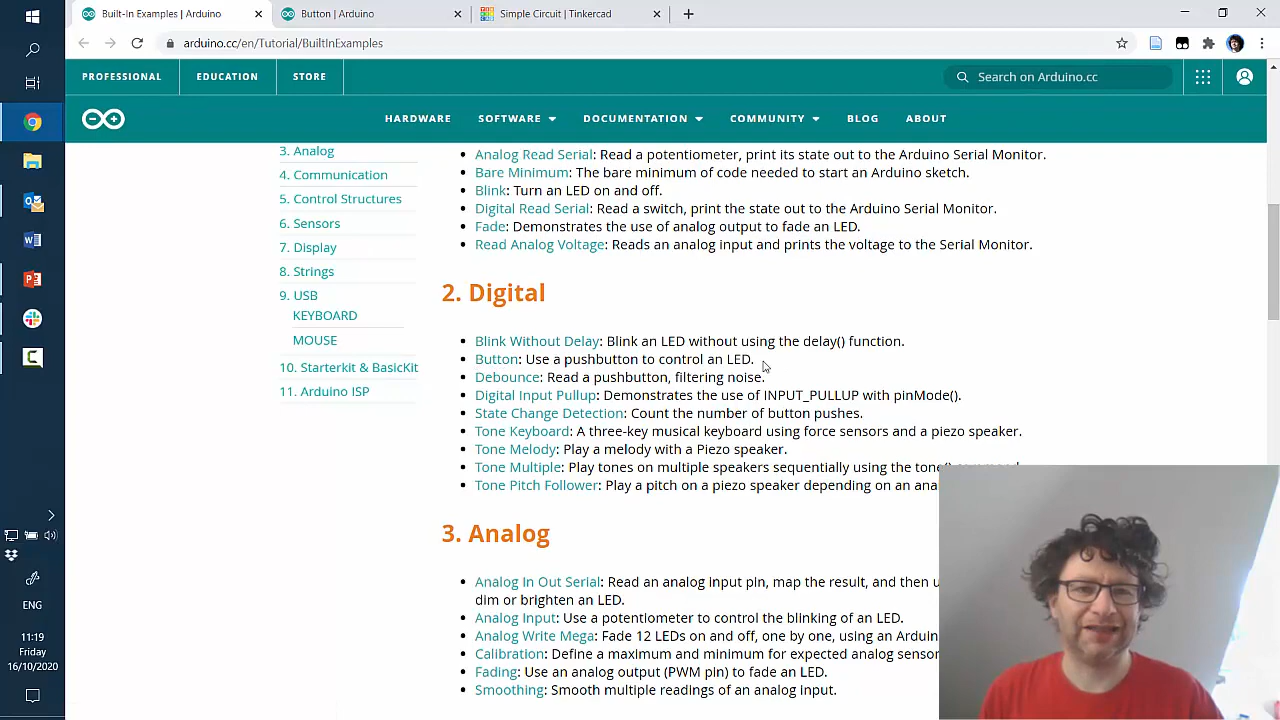 Built-In Examples | Arduino
Button | Arduino
Simple Circuit | Tinkercad
arduino.cc/en/Tutorial/BuiltInExamples
PROFESSIONAL
EDUCATION
STORE
Search on Arduino.cc
HARDWARE
SOFTWARE
DOCUMENTATION
COMMUNITY
BLOG
ABOUT
3. Analog
4. Communication
5. Control Structures
6. Sensors
7. Display
8. Strings
9. USB
KEYBOARD
MOUSE
10. Starterkit & BasicKit
11. Arduino ISP
Analog Read Serial: Read a potentiometer, print its state out to the Arduino Serial Monitor.
Bare Minimum: The bare minimum of code needed to start an Arduino sketch.
Blink: Turn an LED on and off.
Digital Read Serial: Read a switch, print the state out to the Arduino Serial Monitor.
Fade: Demonstrates the use of analog output to fade an LED.
Read Analog Voltage: Reads an analog input and prints the voltage to the Serial Monitor.
2. Digital
Blink Without Delay: Blink an LED without using the delay() function.
Button: Use a pushbutton to control an LED.
Debounce: Read a pushbutton, filtering noise.
Digital Input Pullup: Demonstrates the use of INPUT_PULLUP with pinMode().
State Change Detection: Count the number of button pushes.
Tone Keyboard: A three-key musical keyboard using force sensors and a piezo speaker.
Tone Melody: Play a melody with a Piezo speaker.
Tone Multiple: Play tones on multiple speakers sequentially using the tone()
Tone Pitch Follower: Play a pitch on a piezo speaker depending on an
3. Analog
Analog In Out Serial: Read an analog input pin, map the result, and then
dim or brighten an LED.
Analog Input: Use a potentiometer to control the blinking of an LED.
Analog Write Mega: Fade 12 LEDs on and off, one by one, using an
Calibration: Define a maximum and minimum for expected analog
Fading: Use an analog output (PWM pin) to fade an LED.
Smoothing: Smooth multiple readings of an analog input.
ENG
11:19
Friday
16/10/2020